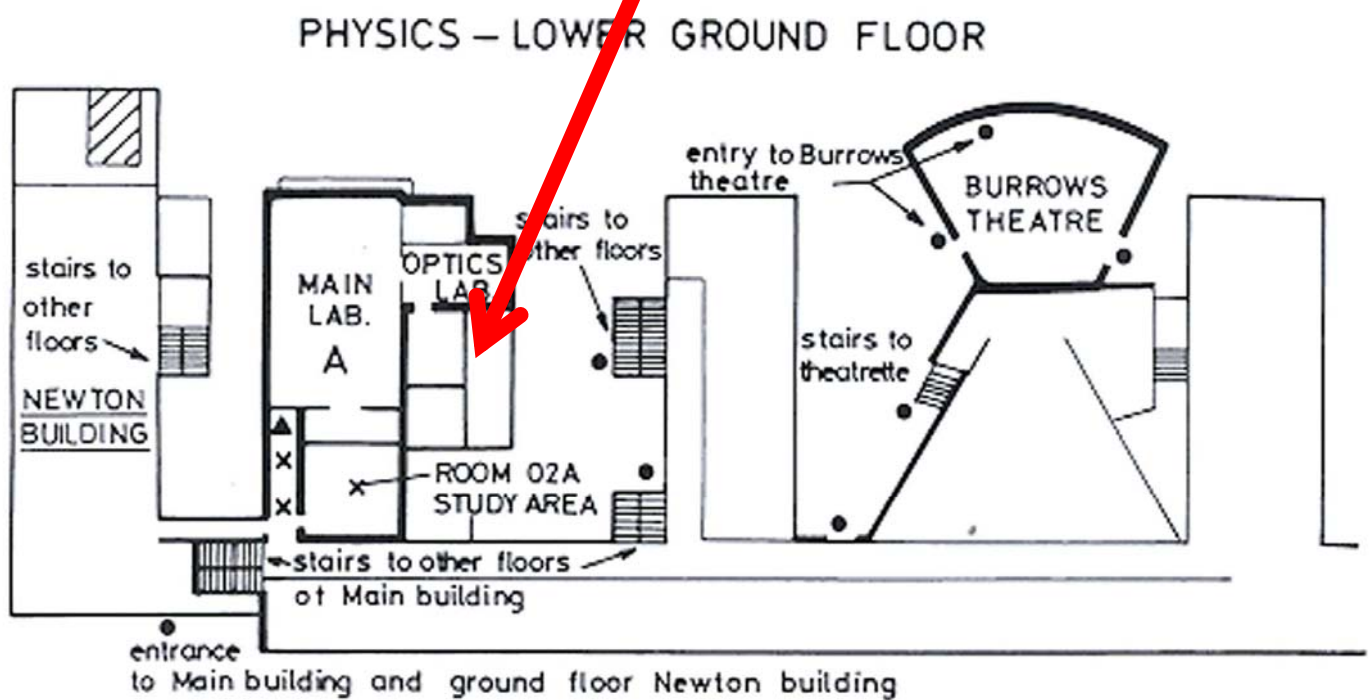 PHYSICS – LOWER GROUND FLOOR
entry to Burrows
theatre
BURROWS
THEATRE
stairs to
other floors
stairs to
other
floors
OPTICS
LAB
MAIN
LAB.
A
stairs to
theatrette
NEWTON
BUILDING
ROOM 02A
STUDY AREA
stairs to other floors
of Main building
entrance
to Main building and ground floor Newton building